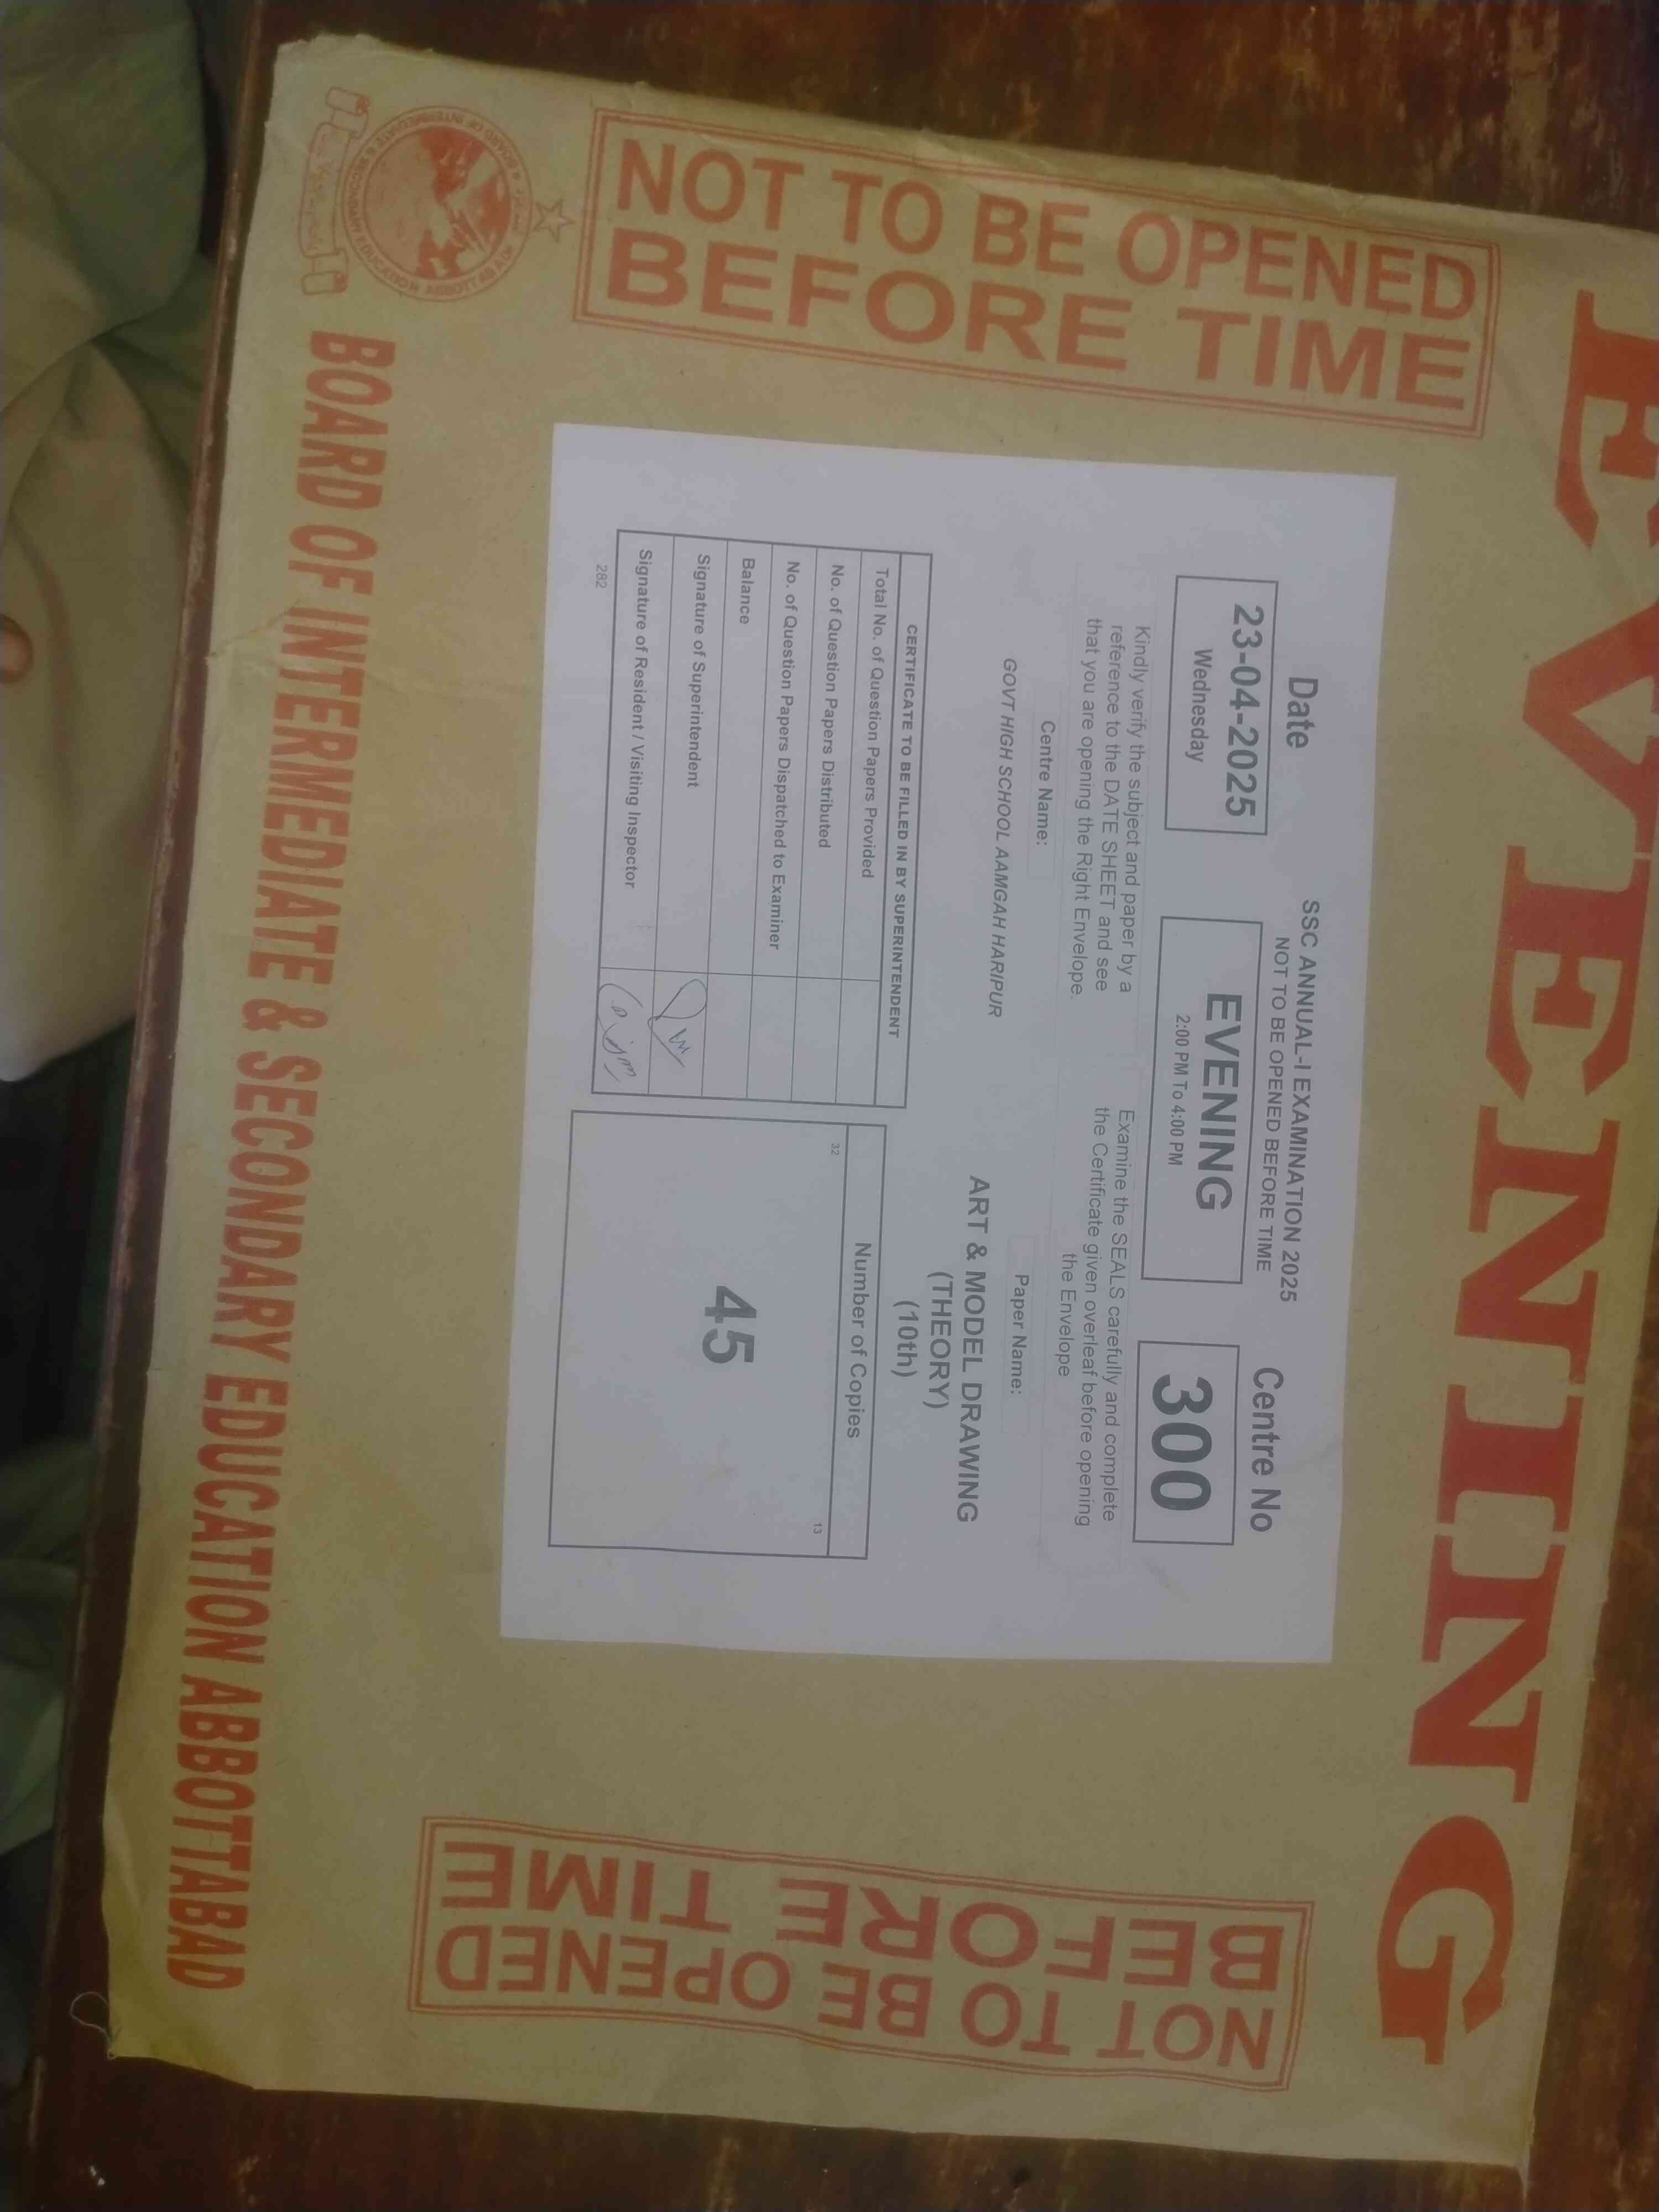 EVENING
NOT TO BE OPENED
BEFORE TIME
SSC ANNUAL-I EXAMINATION 2025
NOT TO BE OPENED BEFORE TIME
Date
23-04-2025
Wednesday
EVENING
2:00 PM To 4:00 PM
Centre No
300
Kindly verify the subject and paper by a
reference to the DATE SHEET and see
that you are opening the Right Envelope.
Examine the SEALS carefully and complete
the Certificate given overleaf before opening
the Envelope
Centre Name:
GOVT HIGH SCHOOL AAMGAH HARIPUR
Paper Name:
ART & MODEL DRAWING
(THEORY)
(10th)
CERTIFICATE TO BE FILLED IN BY SUPERINTENDENT
Total No. of Question Papers Provided
No. of Question Papers Distributed
No. of Question Papers Dispatched to Examiner
Balance
Signature of Superintendent
Signature of Resident / Visiting Inspector
282
Number of Copies
32
13
45
NOT TO BE OPENED
BEFORE TIME
BOARD OF INTERMEDIATE & SECONDARY EDUCATION ABBOTTABAD